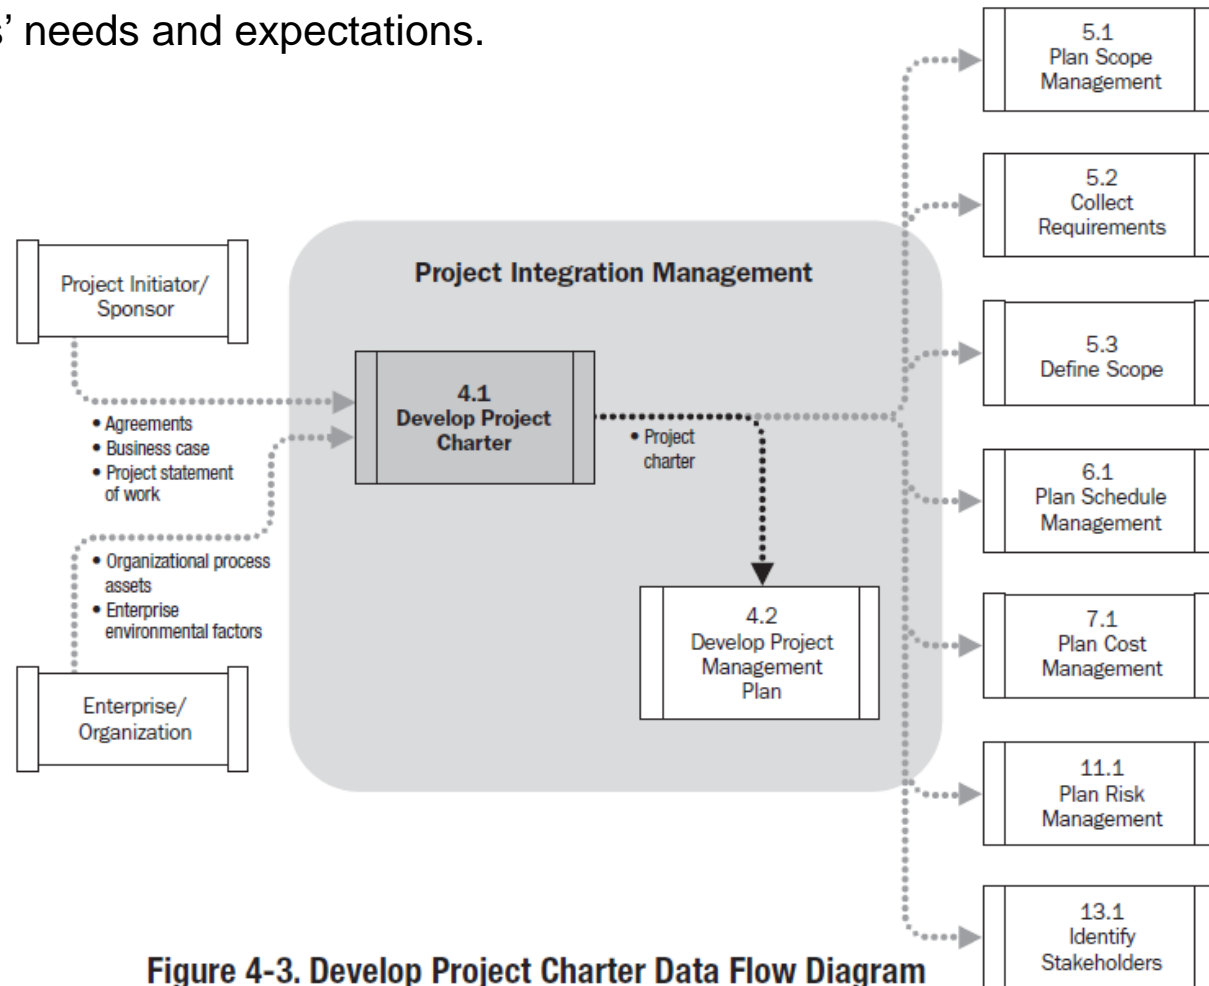 s’ needs and expectations.
Project Initiator/
Sponsor
• Agreements
• Business case
• Project statement
of work
• Organizational process
assets
• Enterprise
environmental factors
Enterprise/
Organization
Project Integration Management
4.1
Develop Project
Charter
• Project
charter
4.2
Develop Project
Management
Plan
5.1
Plan Scope
Management
5.2
Collect
Requirements
5.3
Define Scope
6.1
Plan Schedule
Management
7.1
Plan Cost
Management
11.1
Plan Risk
Management
13.1
Identify
Stakeholders
Figure 4-3. Develop Project Charter Data Flow Diagram